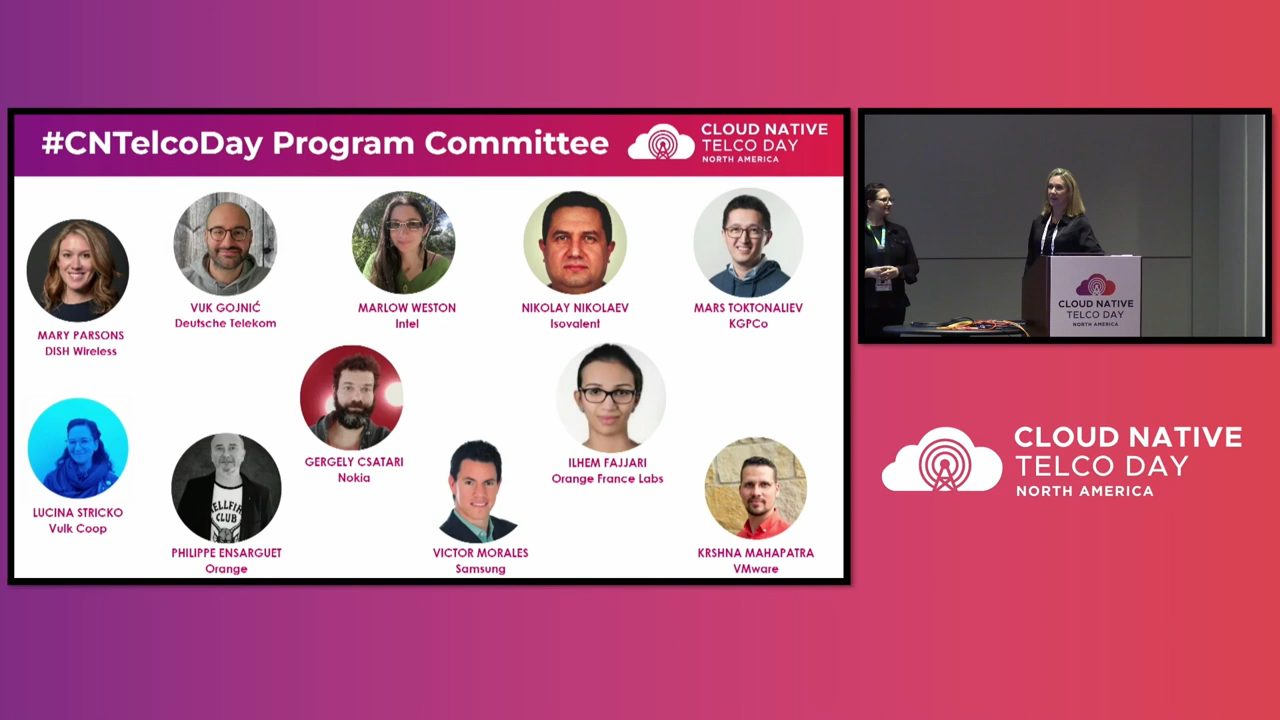 #CNTelcoDay Program Committee
CLOUD NATIVE
TELCO DAY
NORTH AMERICA
MARY PARSONS
DISH Wireless
VUK GOJNIĆ
Deutsche Telekom
MARLOW WESTON
Intel
NIKOLAY NIKOLAEV
Isovalent
MARS TOKTONALIEV
KGPCo
LUCINA STRICKO
Vulk Coop
PHILIPPE ENSARGUET
Orange
GERGELY CSATARI
Nokia
VICTOR MORALES
Samsung
ILHEM FAJJARI
Orange France Labs
KRSHNA MAHAPATRA
VMware
CLUB
CLOUD NATIVE
TELCO DAY
NORTH AMERICA
CLOUD NATIVE
TELCO DAY
NORTH AMERICA